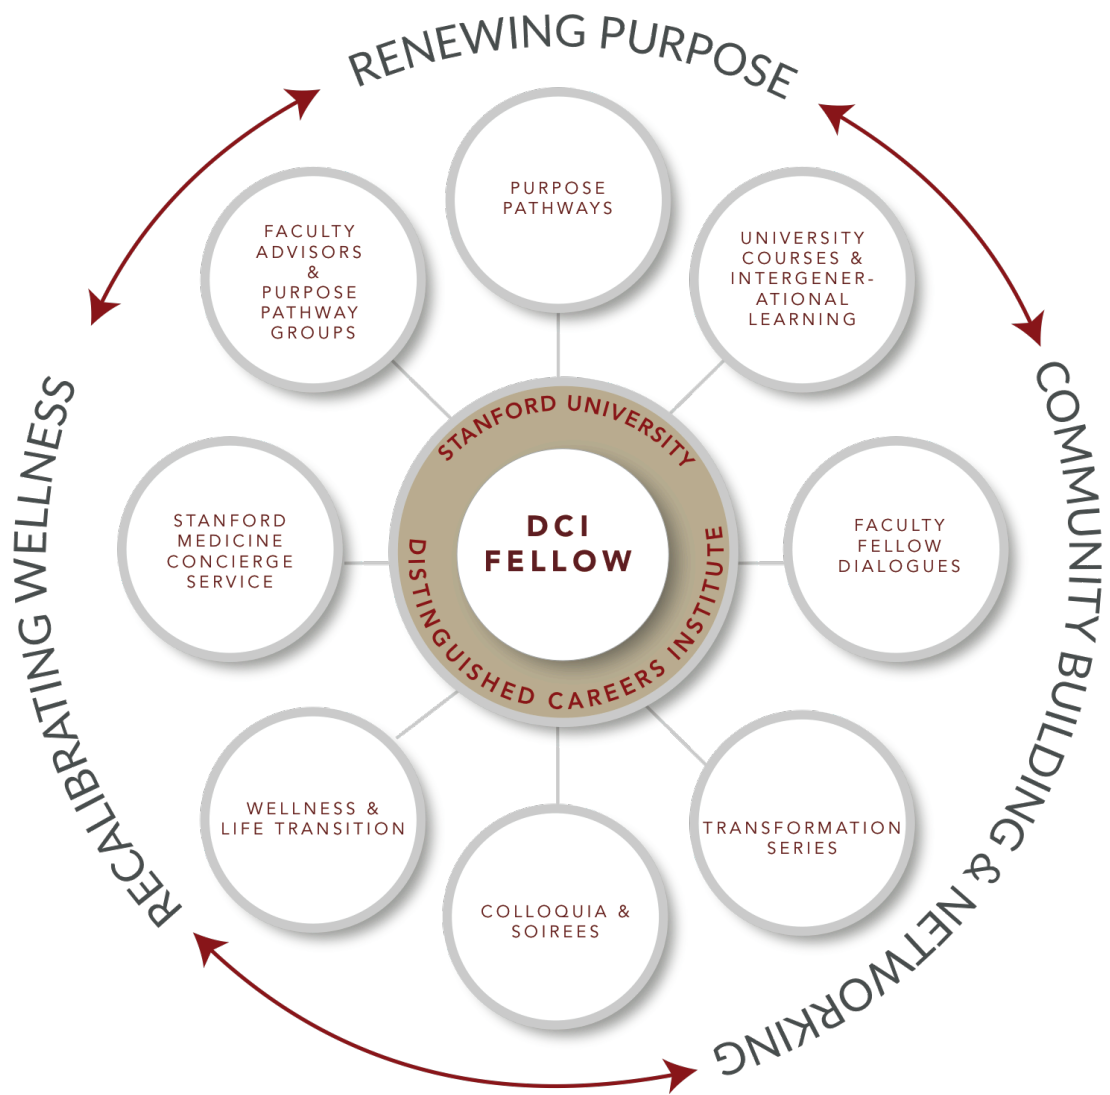 RENEWING PURPOSE
PURPOSE
PATHWAYS
FACULTY
ADVISORS
&
PURPOSE
PATHWAY
GROUPS
UNIVERSITY
COURSES &
INTERGENER-
ATIONAL
LEARNING
STANFORD UNIVERSITY
DCI
FELLOW
DISTINGUISHED CAREERS INSTITUTE
STANFORD
MEDICINE
CONCIERGE
SERVICE
FACULTY
FELLOW
DIALOGUES
WELLNESS &
LIFE TRANSITION
TRANSFORMATION
SERIES
COLLOQUIA &
SOIREES
RECALIBRATING WELLNESS
COMMUNITY BUILDING & NETWORKING